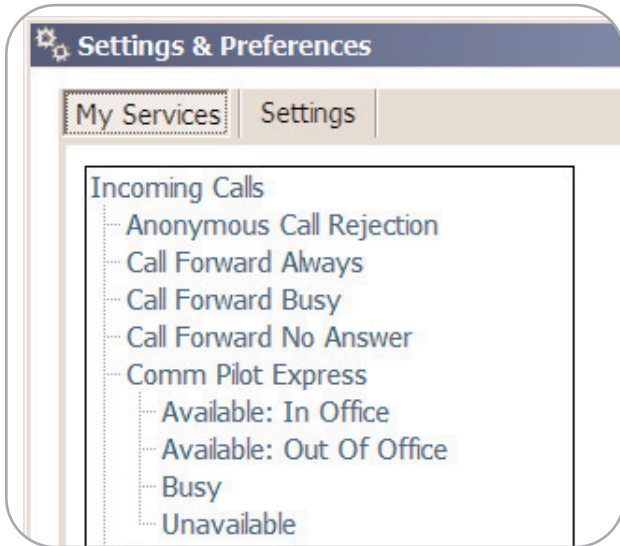 Settings & Preferences
My Services Settings
Incoming Calls
Anonymous Call Rejection
Call Forward Always
Call Forward Busy
Call Forward No Answer
Comm Pilot Express
Available: In Office
Available: Out Of Office
Busy
Unavailable